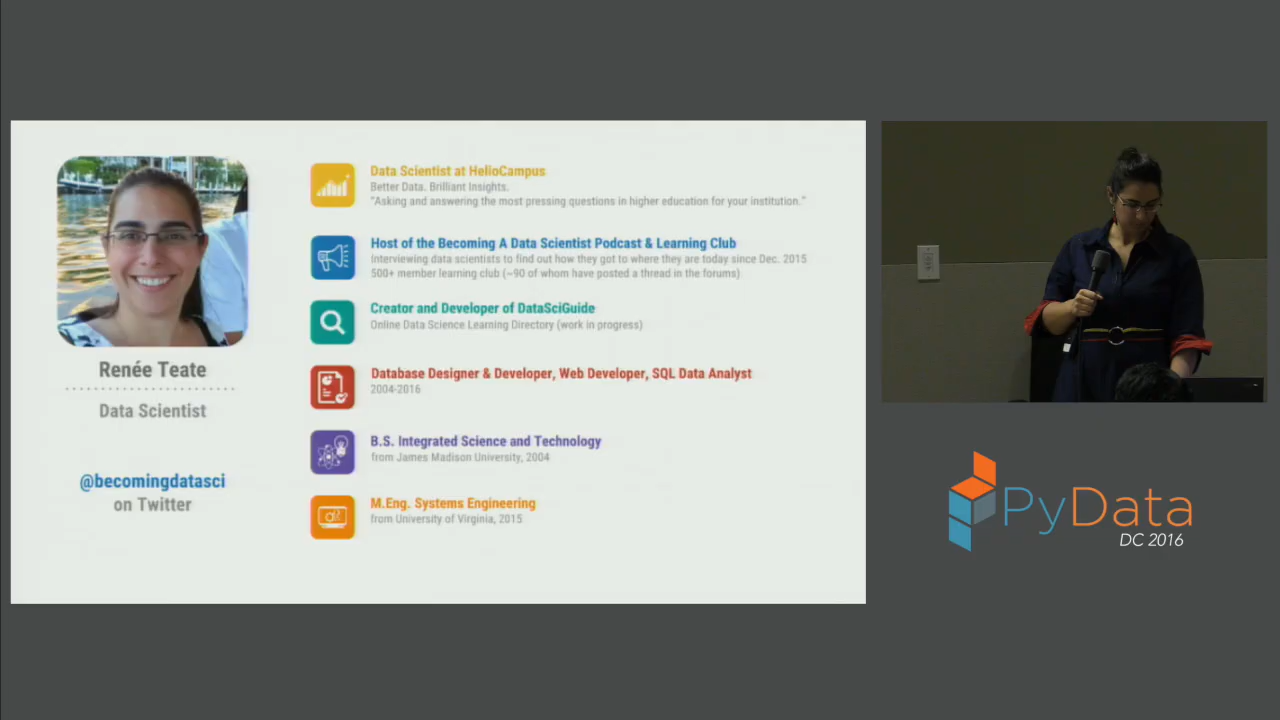 Renée Teate
Data Scientist
@becomingdatasci
on Twitter
Data Scientist at HelioCampus
Better Data. Brilliant Insights.
"Asking and answering the most pressing questions in higher education for your institution."
Host of the Becoming A Data Scientist Podcast & Learning Club
Interviewing data scientists to find out how they got to where they are today since Dec. 2015
500+ member learning club (~90 of whom have posted a thread in the forums)
Creator and Developer of DataSciGuide
Online Data Science Learning Directory (work in progress)
Database Designer & Developer, Web Developer, SQL Data Analyst
2004-2016
B.S. Integrated Science and Technology
from James Madison University, 2004
M.Eng. Systems Engineering
from University of Virginia, 2015
PyData
DC 2016